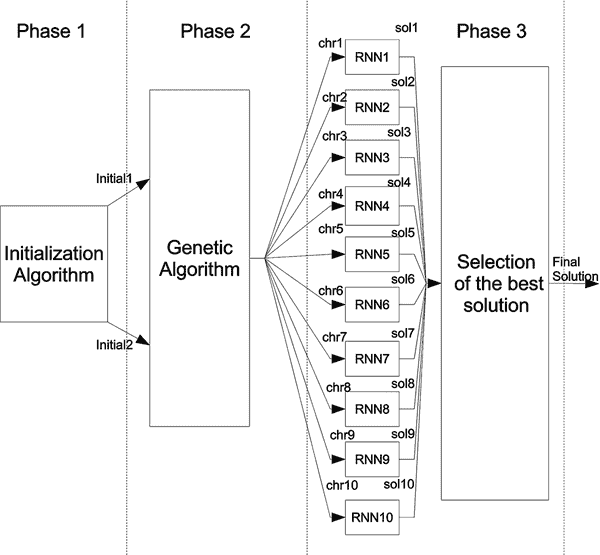 Phase 1
Phase 2
Phase 3
Initialization
Algorithm
Initial1
Initial2
Genetic
Algorithm
chr1
RNN1
sol1
chr2
RNN2
sol2
chr3
RNN3
sol3
chr4
RNN4
sol4
chr5
RNN5
sol5
chr6
RNN6
sol6
chr7
RNN7
sol7
chr8
RNN8
sol8
chr9
RNN9
sol9
chr10
RNN10
sol10
Selection
of the best
solution
Final
Solution